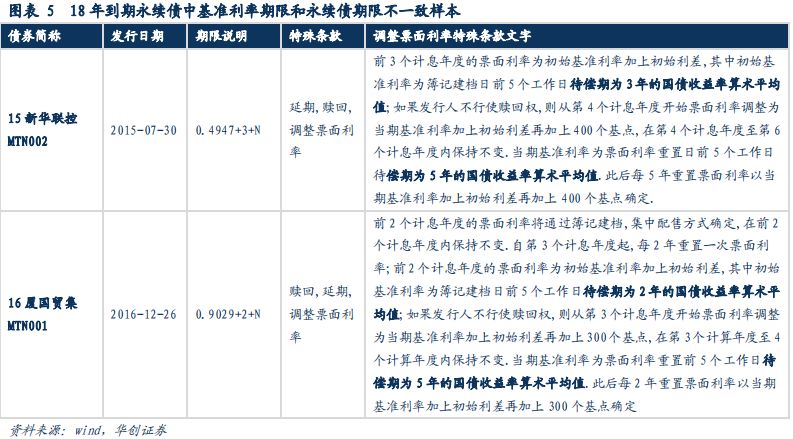 图表 5 18 年到期永续债中基准利率期限和永续债期限不一致样本
债券简称 发行日期 期限说明 特殊条款 调整票面利率特殊条款文字
15 新华联控
MTN002
2015-07-30
0.4947+3+N
延期,赎回,
调整票面利
率
前 3 个计息年度的票面利率为初始基准利率加上初始利差,其中初始基
准利率为簿记建档日前 5 个工作日待偿期为 3 年的国债收益率算术平均
值;如果发行人不行使赎回权,则从第 4 个计息年度开始票面利率调整为
当期基准利率加上初始利差再加上 400 个基点,在第 4 个计息年度至第 6
个计息年度内保持不变.当期基准利率为票面利率重置日前 5 个工作日
待偿期为 5 年的国债收益率算术平均值.此后每 5 年重置票面利率以当
期基准利率加上初始利差再加上 400 个基点确定.
16 厦国贸集
MTN001
2016-12-26
0.9029+2+N
赎回,延期,
调整票面利
率
前 2 个计息年度的票面利率将通过簿记建档,集中配售方式确定,在前 2
个计息年度内保持不变.自第 3 个计息年度起,每 2 年重置一次票面利
率;前 2 个计息年度的票面利率为初始基准利率加上初始利差,其中初始
基准利率为簿记建档日前 5 个工作日待偿期为 2 年的国债收益率算术平
均值;如果发行人不行使赎回权,则从第 3 个计息年度开始票面利率调整
为当期基准利率加上初始利差再加上 300 个基点,在第 3 个计算年度至 4
个计算年度内保持不变.当期基准利率为票面利率重置前 5 个工作日待
偿期为 5 年的国债收益率算术平均值.此后每 2 年重置票面利率以当期
基准利率加上初始利差再加上 300 个基点确定
资料来源: wind, 华创证券